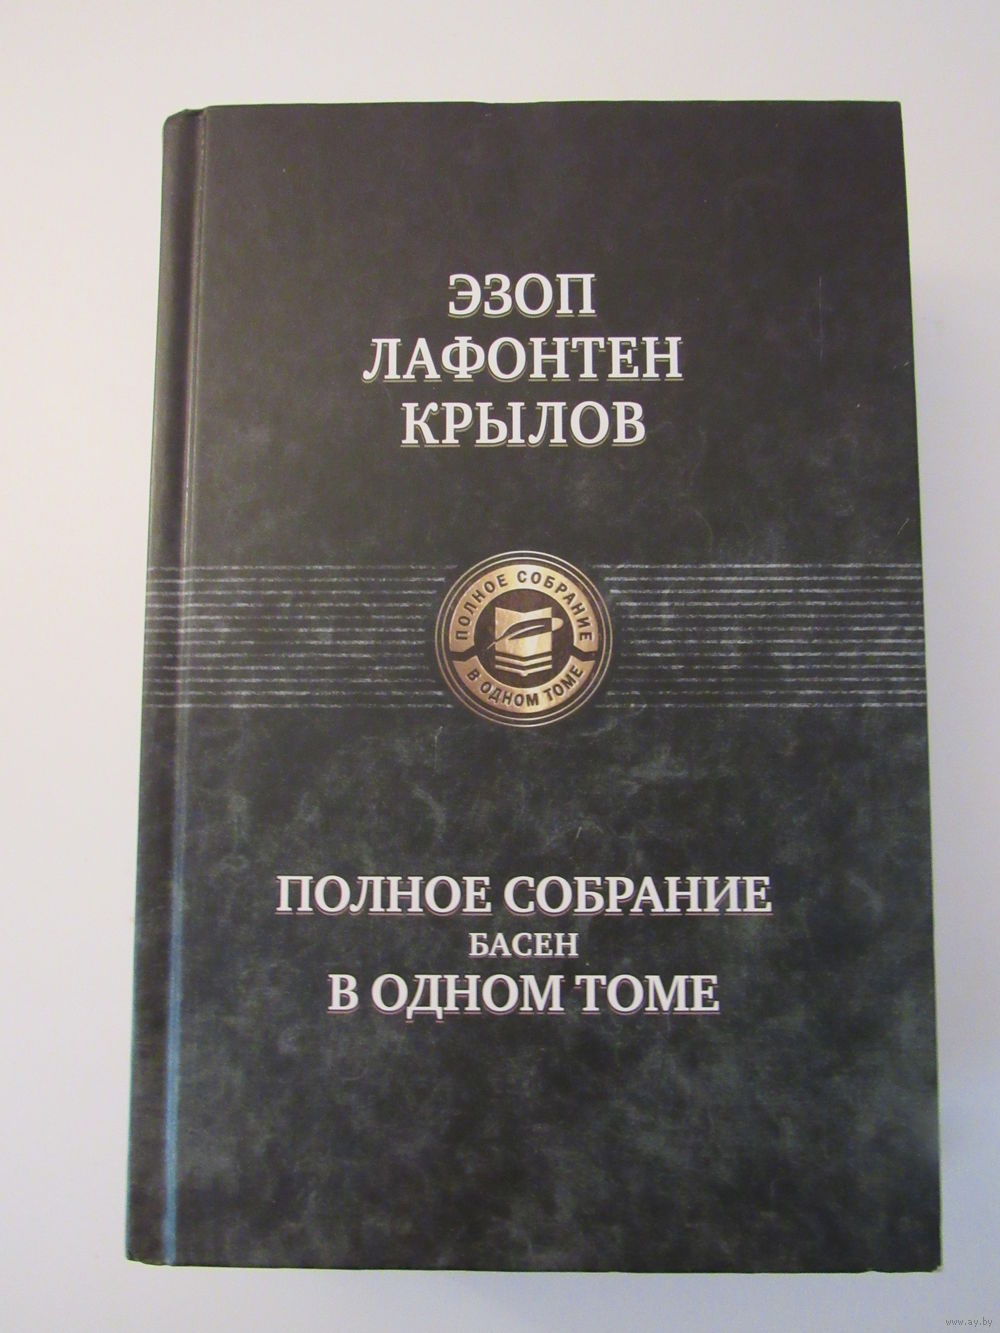 ЭЗОП
ЛАФОНТЕН
КРЫЛОВ
ПОЛНОЕ СОБРАНИЕ
В ОДНОМ ТОМЕ
ПОЛНОЕ СОБРАНИЕ
БАСЕН
В ОДНОМ ТОМЕ
www.ay.by